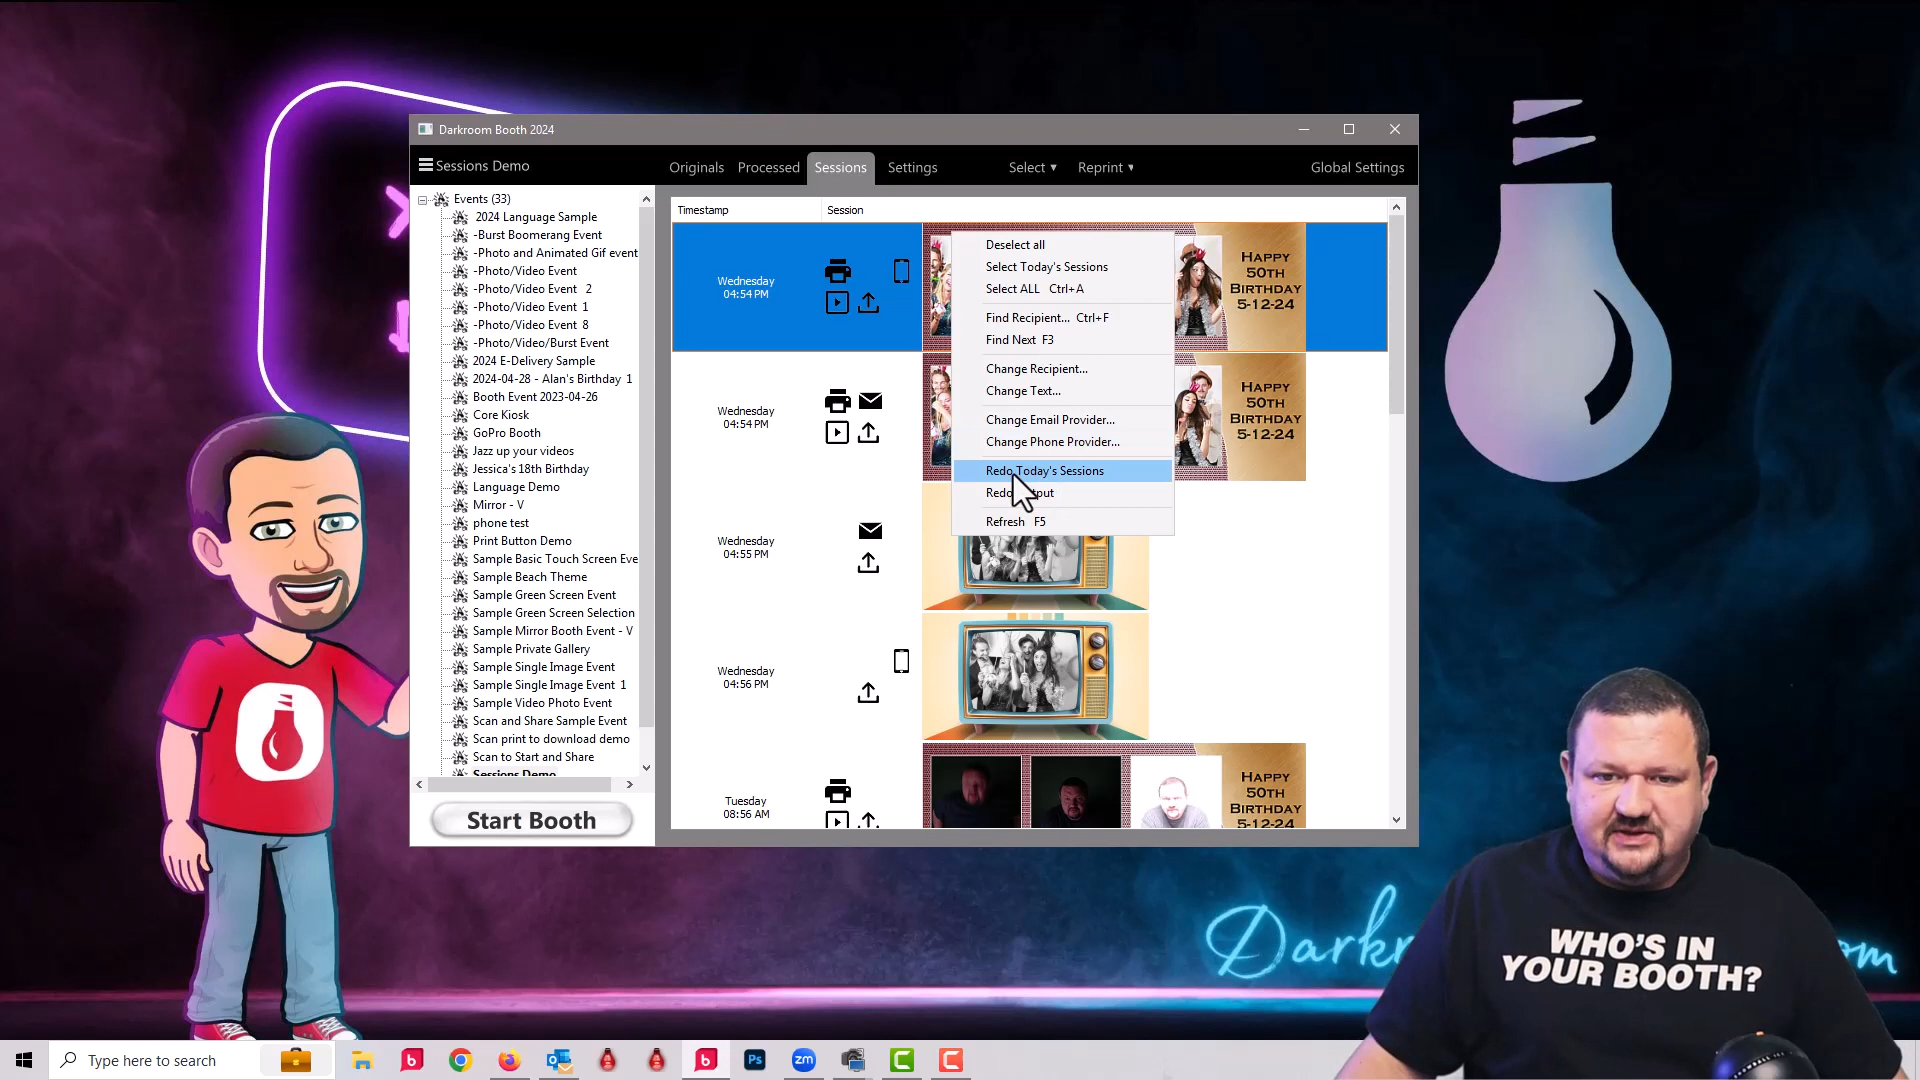 Darkroom Booth 2024
Sessions Demo
Originals
Processed
Sessions
Settings
Select
Reprint
Global Settings
Events (33)
2024 Language Sample
-Burst Boomerang Event
-Photo and Animated Gif event
-Photo/Video Event
-Photo/Video Event 2
-Photo/Video Event 1
-Photo/Video Event 8
-Photo/Video/Burst Event
2024 E-Delivery Sample
2024-04-28 - Alan's Birthday 1
Booth Event 2023-04-26
Core Kiosk
GoPro Booth
Jazz up your videos
Jessica's 18th Birthday
Language Demo
Mirror - V
phone test
Print Button Demo
Sample Basic Touch Screen Eve
Sample Beach Theme
Sample Green Screen Event
Sample Green Screen Selection
Sample Mirror Booth Event - V
Sample Private Gallery
Sample Single Image Event
Sample Single Image Event 1
Sample Video Photo Event
Scan and Share Sample Event
Scan print to download demo
Scan to Start and Share
Sessions Demo
Start Booth
Timestamp
Session
Wednesday
04:54 PM
HAPPY
50TH
BIRTHDAY
5-12-24
Wednesday
04:54 PM
HAPPY
50TH
BIRTHDAY
5-12-24
Wednesday
04:55 PM
Wednesday
04:56 PM
Tuesday
08:56 AM
HAPPY
50TH
BIRTHDAY
5-12-24
Deselect all
Select Today's Sessions
Select ALL Ctrl+A
Find Recipient... Ctrl+F
Find Next F3
Change Recipient...
Change Text...
Change Email Provider...
Change Phone Provider...
Redo Today's Sessions
Refresh F5
WHO'S IN
YOUR BOOTH?
Type here to search
b
b
Ps
zm
C
C